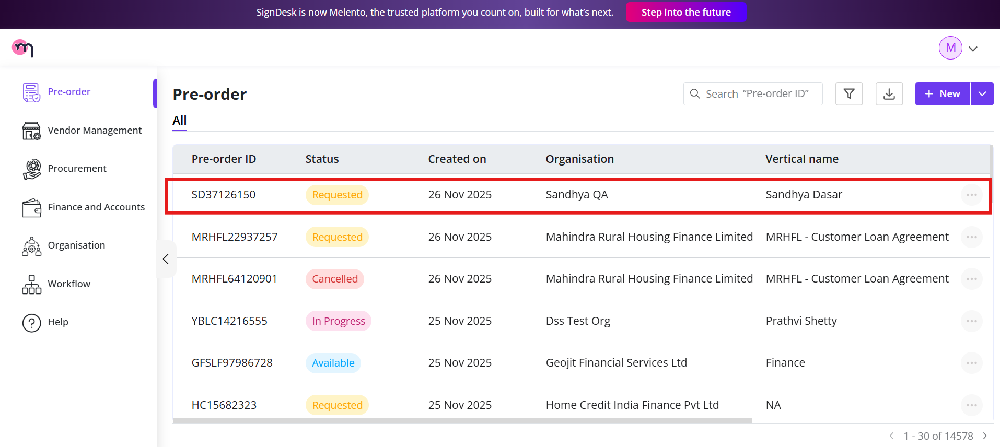 SignDesk is now Melento, the trusted platform you count on, built for what’s next. Step into the future
m
M
Pre-order
Vendor Management
Procurement
Finance and Accounts
Organisation
Workflow
? Help
Pre-order
Search “Pre-order ID”
+ New
All
Pre-order ID Status Created on Organisation Vertical name
SD37126150 Requested 26 Nov 2025 Sandhya QA Sandhya Dasar
MRHFL22937257 Requested 26 Nov 2025 Mahindra Rural Housing Finance Limited MRHFL - Customer Loan Agreement
MRHFL64120901 Cancelled 26 Nov 2025 Mahindra Rural Housing Finance Limited MRHFL - Customer Loan Agreement
YBLC14216555 In Progress 25 Nov 2025 Dss Test Org Prathvi Shetty
GFSLF97986728 Available 25 Nov 2025 Geojit Financial Services Ltd Finance
HC15682323 Requested 25 Nov 2025 Home Credit India Finance Pvt Ltd NA
1 - 30 of 14578